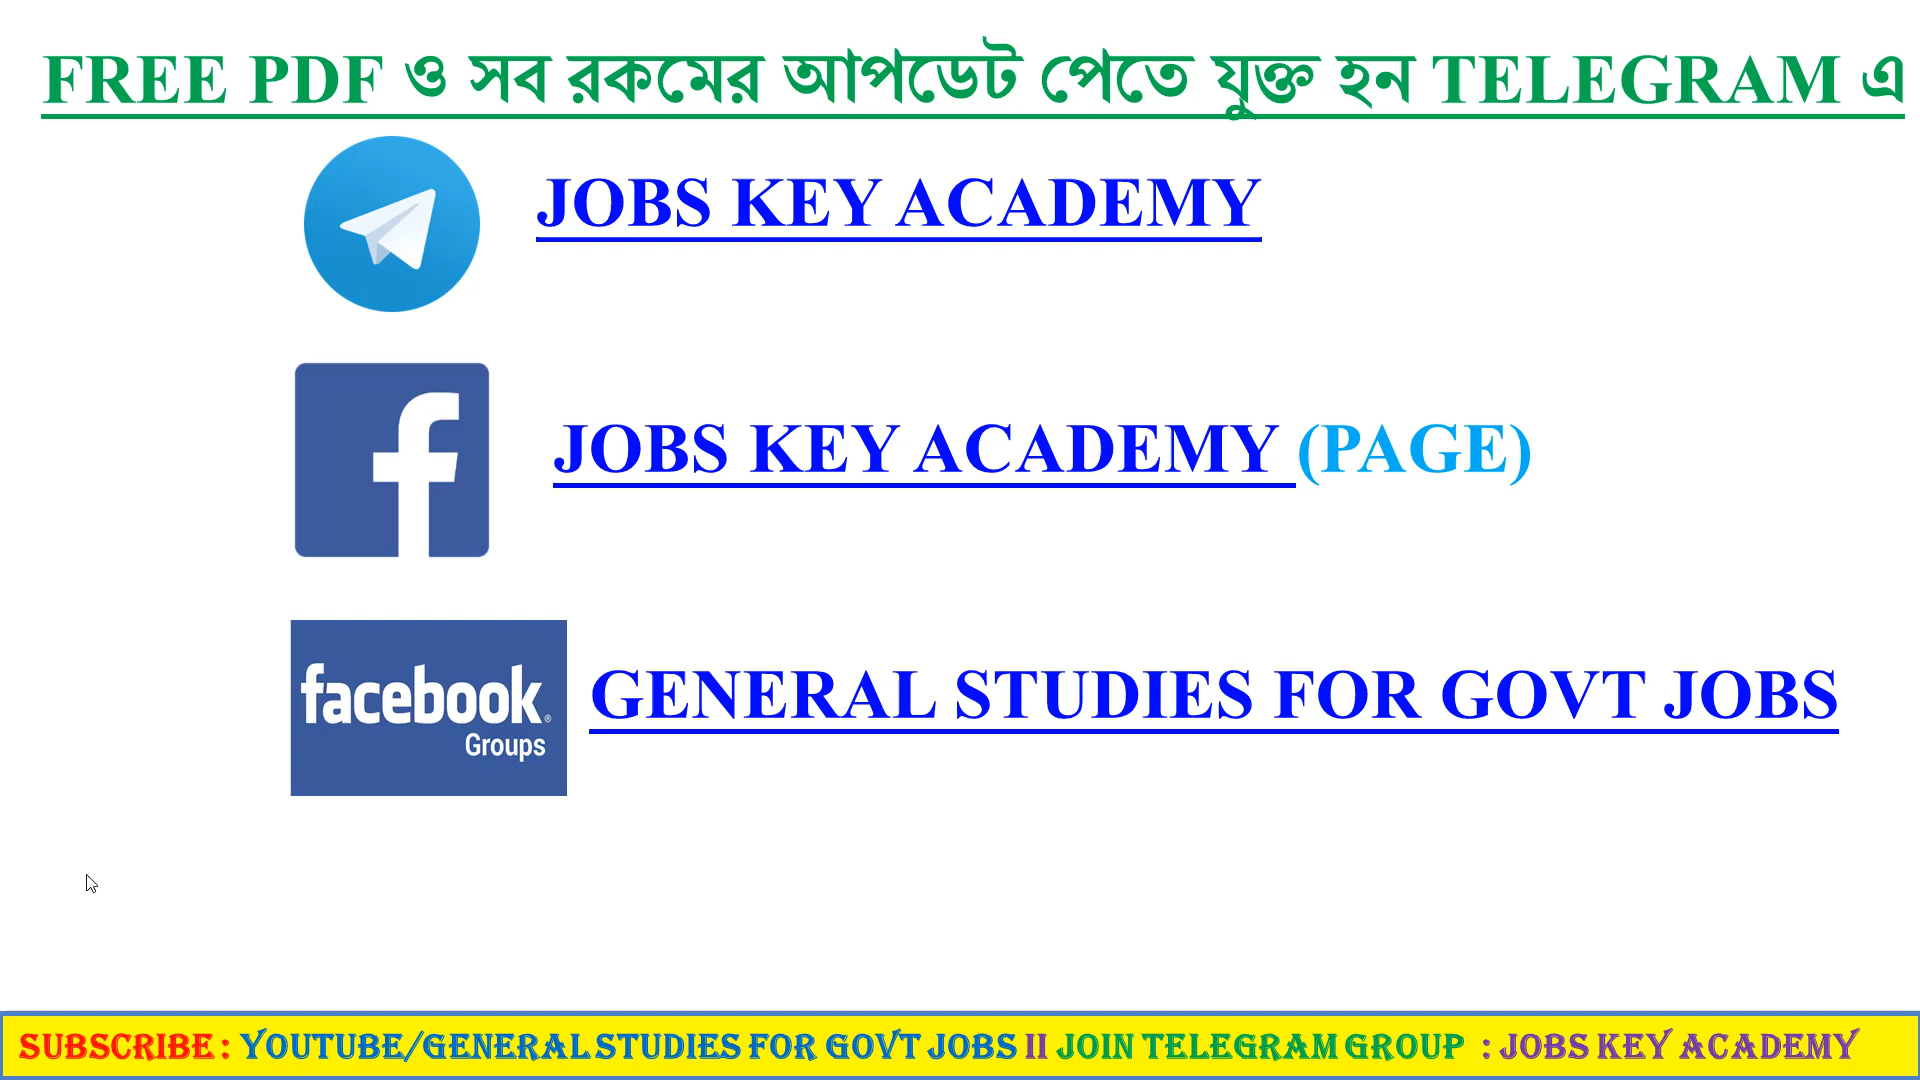 FREE PDF ও সব রকমের আপডেট পেতে যুক্ত হন TELEGRAM এ
JOBS KEY ACADEMY
JOBS KEY ACADEMY (PAGE)
facebook®
Groups
GENERAL STUDIES FOR GOVT JOBS
SUBSCRIBE : YOUTUBE/GENERAL STUDIES FOR GOVT JOBS II JOIN TELEGRAM GROUP : JOBS KEY ACADEMY